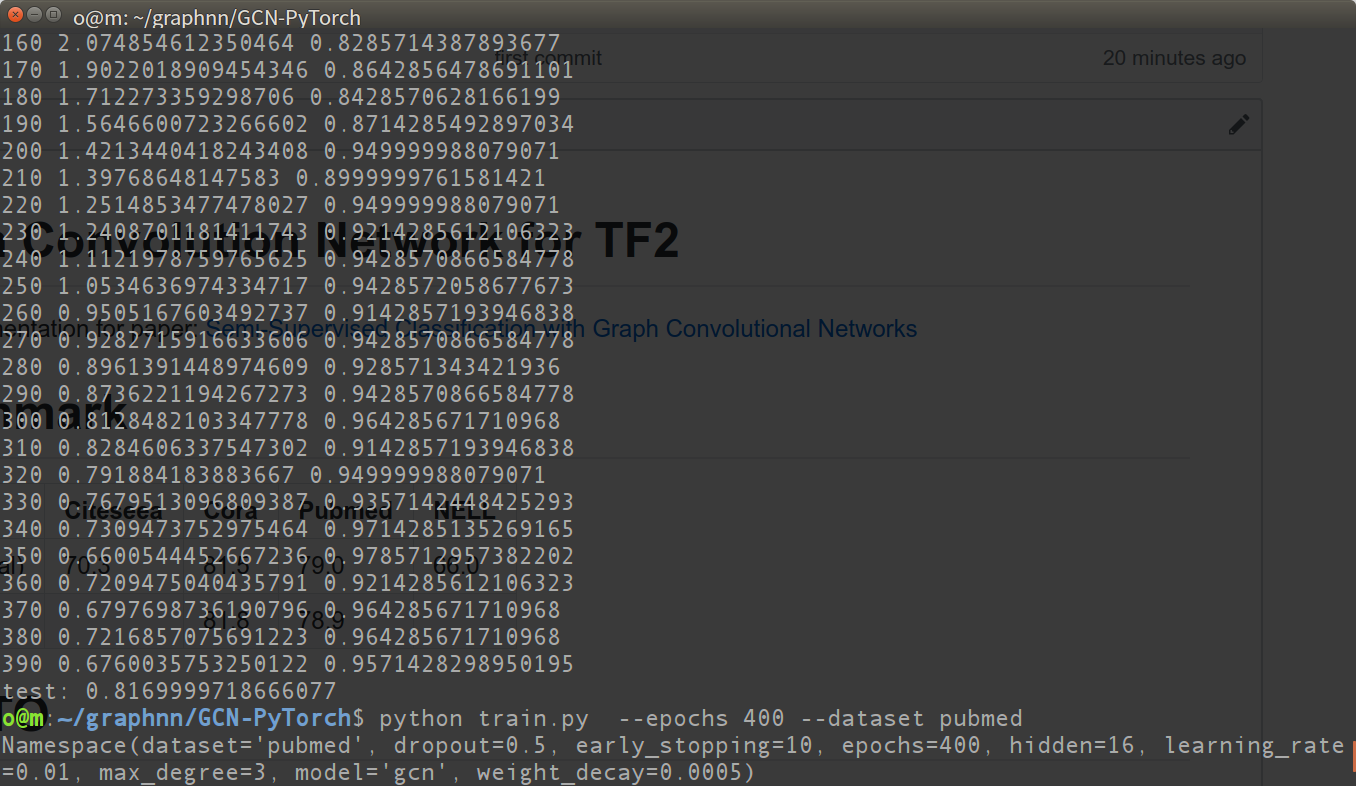 o@m: ~/graphnn/GCN-PyTorch
160 2.074854612350464 0.8285714387893677
first commit
20 minutes ago
170 1.9022018909454346 0.8642856478691101
180 1.712273359298706 0.8428570628166199
190 1.5646600723266602 0.8714285492897034
200 1.4213440418243408 0.949999988079071
210 1.39768648147583 0.8999999761581421
220 1.2514853477478027 0.949999988079071
230 1.2408701181411743 0.9214285612106323
Convolution Network for TF2
240 1.1121978759765625 0.9428570866584778
250 1.0534636974334717 0.9428572058677673
260 0.9505167603492737 0.9142857193946838
mentation for paper: Semi-Supervised Classification with Graph Convolutional Networks
270 0.9282715916633606 0.9428570866584778
280 0.8961391448974609 0.928571343421936
290 0.8736221194267273 0.9428570866584778
300 0.8128482103347778 0.964285671710968
hmark
310 0.8284606337547302 0.9142857193946838
320 0.791884183883667 0.949999988079071
330 0.7679513096809387 0.9357142448425293
Citeseea Cora Pubmed NELL
340 0.7309473752975464 0.9714285135269165
350 0.6600544452667236 0.9785712957382202
70.3 81.5 79.0 66.0
360 0.7209475040435791 0.9214285612106323
370 0.6797698736190796 0.964285671710968
81.8 78.9
380 0.7216857075691223 0.964285671710968
390 0.6760035753250122 0.9571428298950195
test: 0.8169999718666077
TO
o@m:~/graphnn/GCN-PyTorch$ python train.py  --epochs 400 --dataset pubmed
Namespace(dataset='pubmed', dropout=0.5, early_stopping=10, epochs=400, hidden=16, learning_rate
=0.01, max_degree=3, model='gcn', weight_decay=0.0005)